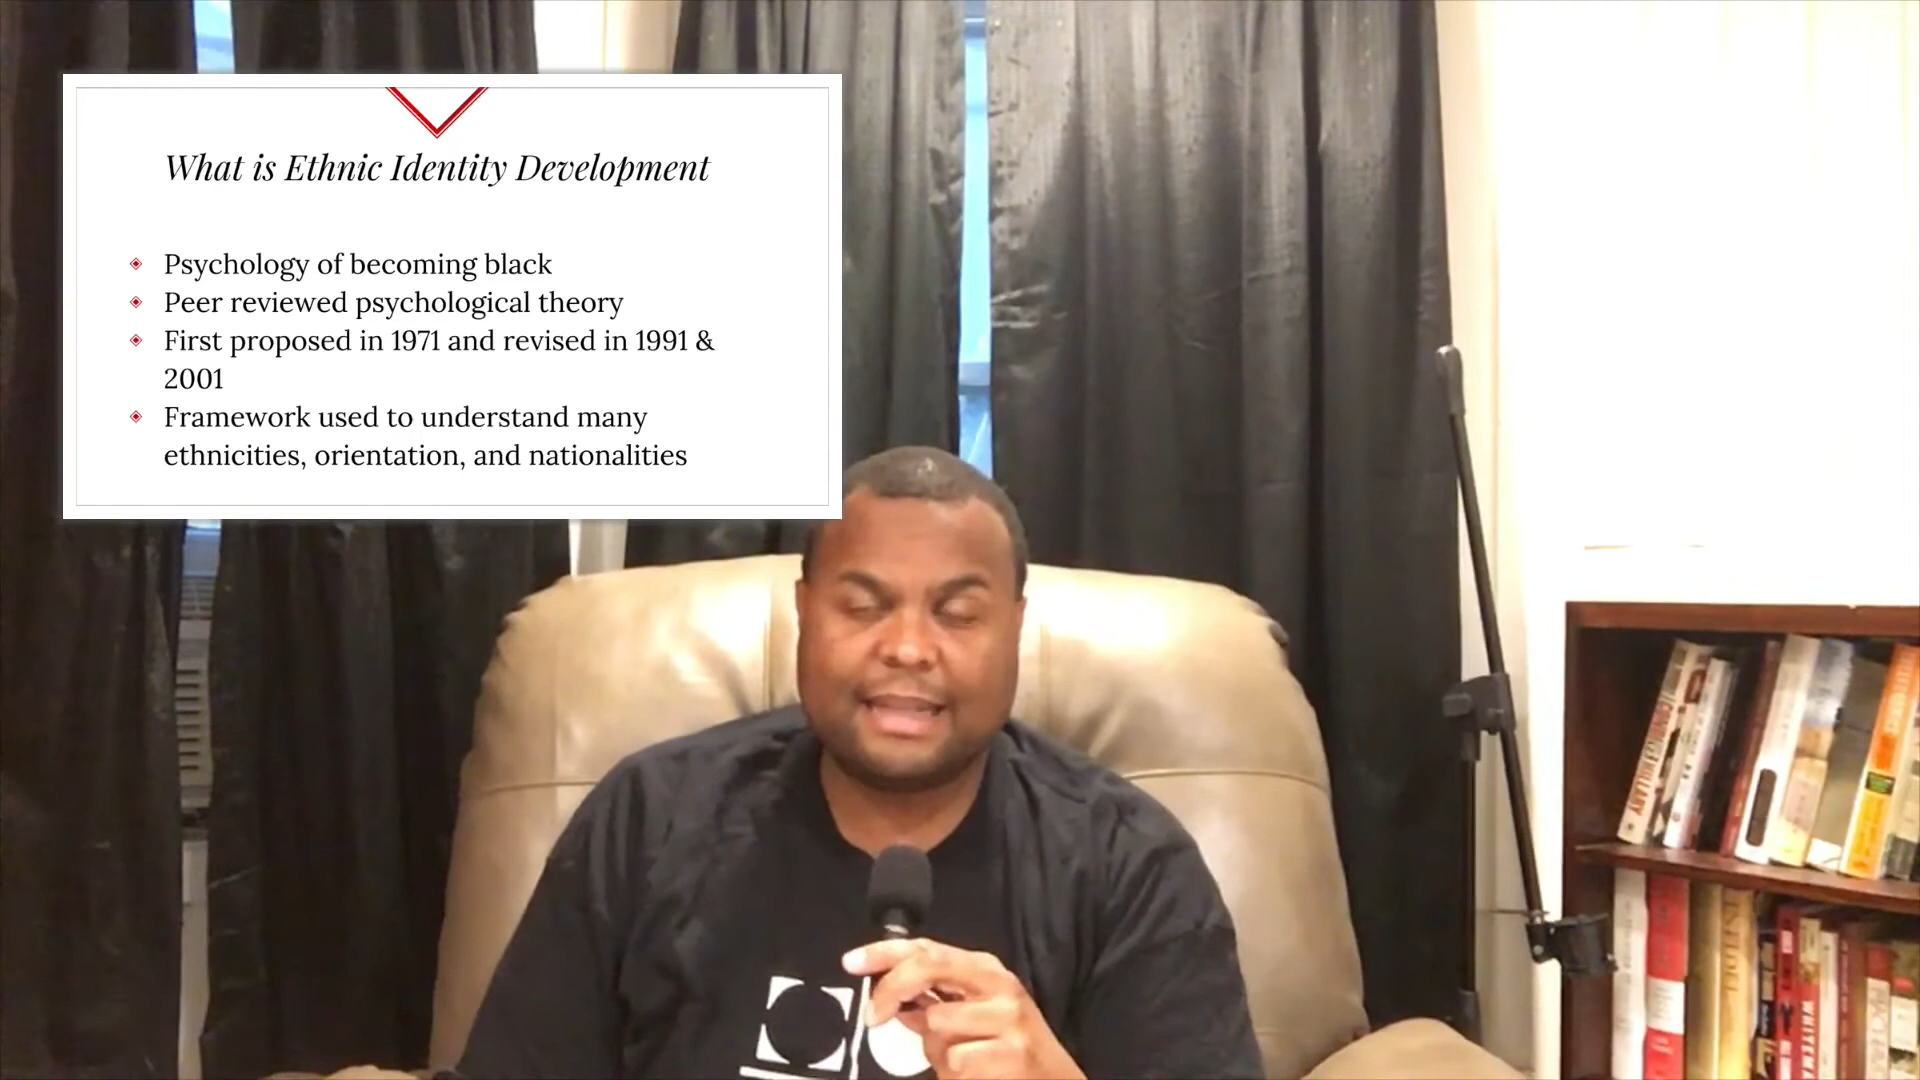 What is Ethnic Identity Development
Psychology of becoming black
Peer reviewed psychological theory
First proposed in 1971 and revised in 1991 &
2001
Framework used to understand many
ethnicities, orientation, and nationalities